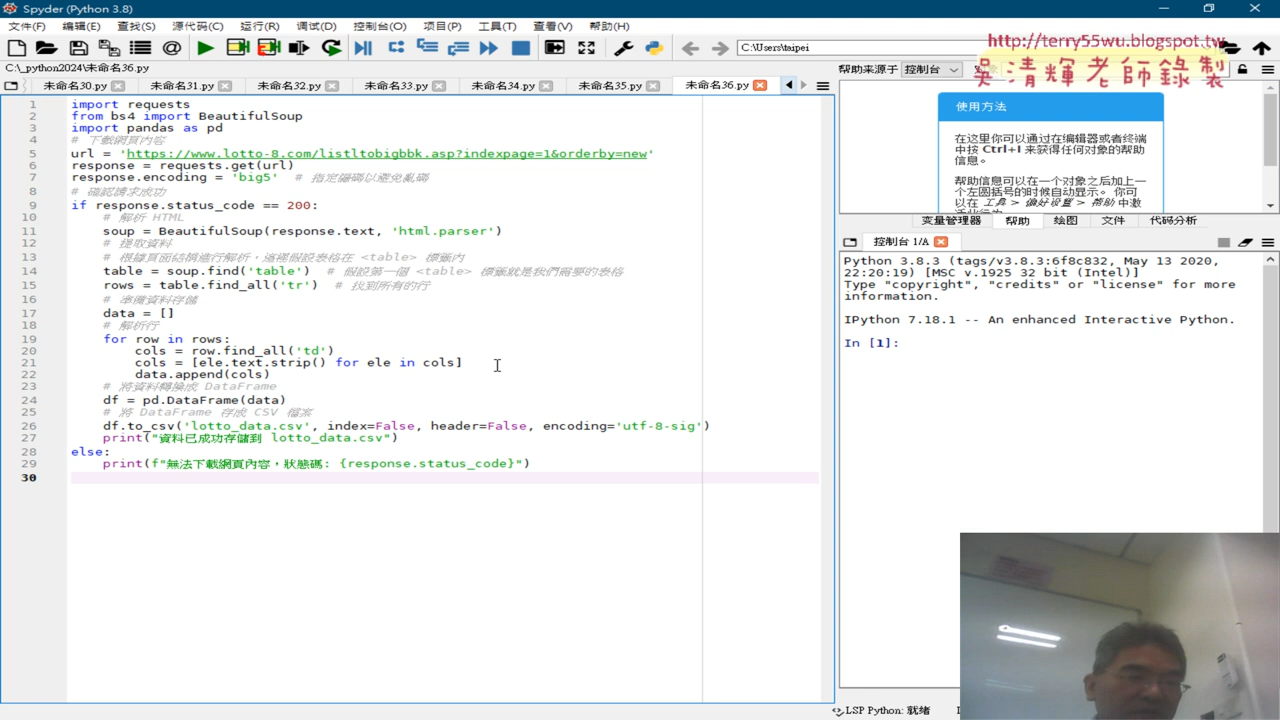 Spyder (Python 3.8)
文件(F) 编辑(E) 查找(S) 源代码(C) 运行(R) 调试(D) 控制台(O) 项目(P) 工具(T) 查看(V) 帮助(H)
C:\Users\taipei
http://terry55wu.blogspot.tw
吳清輝老師錄製
C:\_python2024\未命名36.py
帮助来源于 控制台
未命名30.py 未命名31.py 未命名32.py 未命名33.py 未命名34.py 未命名35.py 未命名36.py
1 import requests
2 from bs4 import BeautifulSoup
3 import pandas as pd
4 # 下載網頁內容
5 url = 'https://www.lotto-8.com/listltobigbbk.asp?indexpage=1&orderby=new'
6 response = requests.get(url)
7 response.encoding = 'big5' # 指定編碼以避免亂碼
8 # 確認請求成功
9 if response.status_code == 200:
10 # 解析 HTML
11 soup = BeautifulSoup(response.text, 'html.parser')
12 # 提取資料
13 # 根據頁面結構進行解析，這裡假設表格在 <table> 標籤內
14 table = soup.find('table') # 假設第一個 <table> 標籤就是我們需要的表格
15 rows = table.find_all('tr') # 找到所有的行
16 # 準備資料存儲
17 data = []
18 # 解析行
19 for row in rows:
20 cols = row.find_all('td')
21 cols = [ele.text.strip() for ele in cols]
22 data.append(cols)
23 # 將資料轉換成 DataFrame
24 df = pd.DataFrame(data)
25 # 將 DataFrame 存成 CSV 檔案
26 df.to_csv('lotto_data.csv', index=False, header=False, encoding='utf-8-sig')
27 print("資料已成功存儲到 lotto_data.csv")
28 else:
29 print(f"無法下載網頁內容，狀態碼: {response.status_code}")
30
使用方法
在这里你可以通过在编辑器或者终端
中按 Ctrl+I 来获得任何对象的帮助
信息。
帮助信息可以在一个对象之后加上一
个左圆括号的时候自动显示。 你可
以在 工具 > 偏好设置 > 帮助 中激
变量管理器 帮助 绘图 文件 代码分析
控制台 1/A
Python 3.8.3 (tags/v3.8.3:6f8c832, May 13 2020,
22:20:19) [MSC v.1925 32 bit (Intel)]
Type "copyright", "credits" or "license" for more
information.
IPython 7.18.1 -- An enhanced Interactive Python.
In [1]:
LSP Python: 就绪